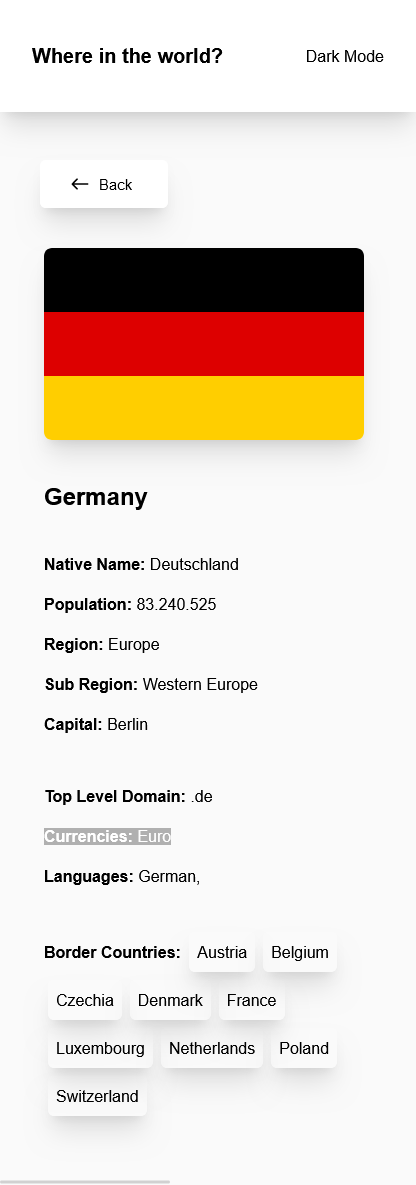 Where in the world? Dark Mode
Back
Germany
Native Name: Deutschland
Population: 83.240.525
Region: Europe
Sub Region: Western Europe
Capital: Berlin
Top Level Domain: .de
Currencies: Euro
Languages: German,
Border Countries: Austria Belgium
Czechia Denmark France
Luxembourg Netherlands Poland
Switzerland